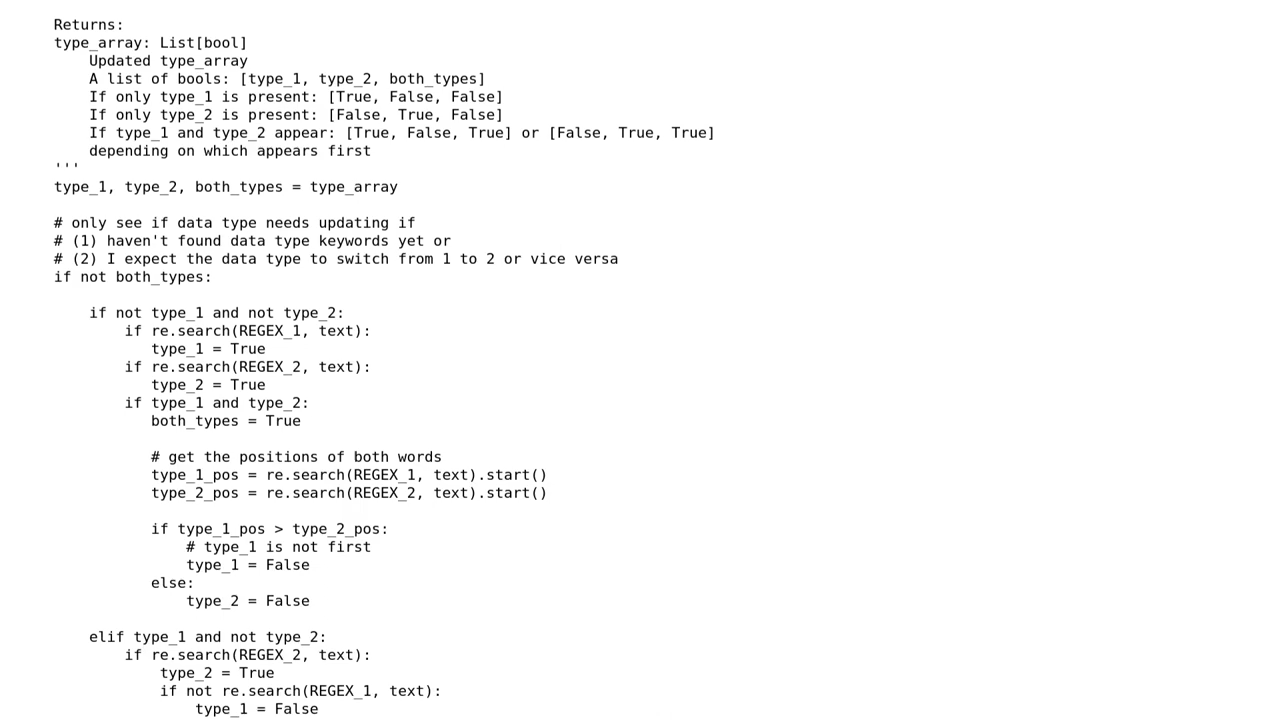 Returns:
type_array: List[bool]
    Updated type_array
    A list of bools: [type_1, type_2, both_types]
    If only type_1 is present: [True, False, False]
    If only type_2 is present: [False, True, False]
    If type_1 and type_2 appear: [True, False, True] or [False, True, True]
    depending on which appears first
'''
type_1, type_2, both_types = type_array

# only see if data type needs updating if
# (1) haven't found data type keywords yet or
# (2) I expect the data type to switch from 1 to 2 or vice versa
if not both_types:

    if not type_1 and not type_2:
        if re.search(REGEX_1, text):
           type_1 = True
        if re.search(REGEX_2, text):
           type_2 = True
        if type_1 and type_2:
           both_types = True

           # get the positions of both words
           type_1_pos = re.search(REGEX_1, text).start()
           type_2_pos = re.search(REGEX_2, text).start()

           if type_1_pos > type_2_pos:
               # type_1 is not first
               type_1 = False
           else:
               type_2 = False

    elif type_1 and not type_2:
        if re.search(REGEX_2, text):
            type_2 = True
            if not re.search(REGEX_1, text):
                type_1 = False